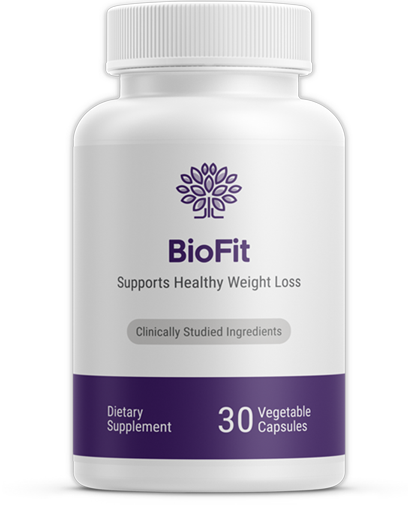 BioFit
Supports Healthy Weight Loss
Clinically Studied Ingredients
Dietary
Supplement
30 Vegetable
Capsules